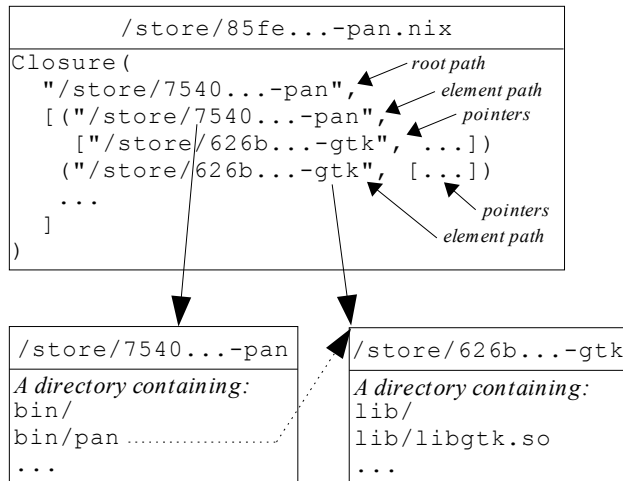 /store/85fe...-pan.nix
Closure(
"/store/7540...-pan", root path
[("/store/7540...-pan", element path
["/store/626b...-gtk", ...]) pointers
("/store/626b...-gtk", [...])
... pointers
] element path
)
/store/7540...-pan
A directory containing:
bin/
bin/pan
...
/store/626b...-gtk
A directory containing:
lib/
lib/libgtk.so
...